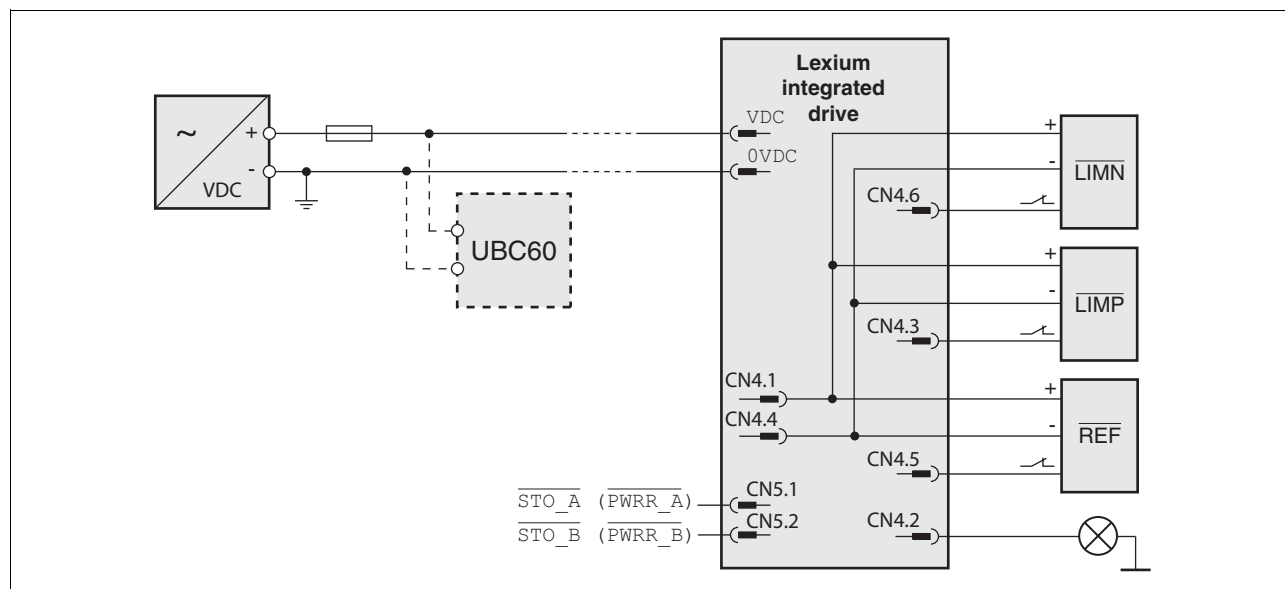 Lexium
integrated
drive
~
+
-
VDC
VDC
0VDC
UBC60
+
-
CN4.6
LIMN
+
-
CN4.3
LIMP
CN4.1
CN4.4
+
-
CN4.5
REF
STO_A (PWRR_A)
CN5.1
STO_B (PWRR_B)
CN5.2
CN4.2